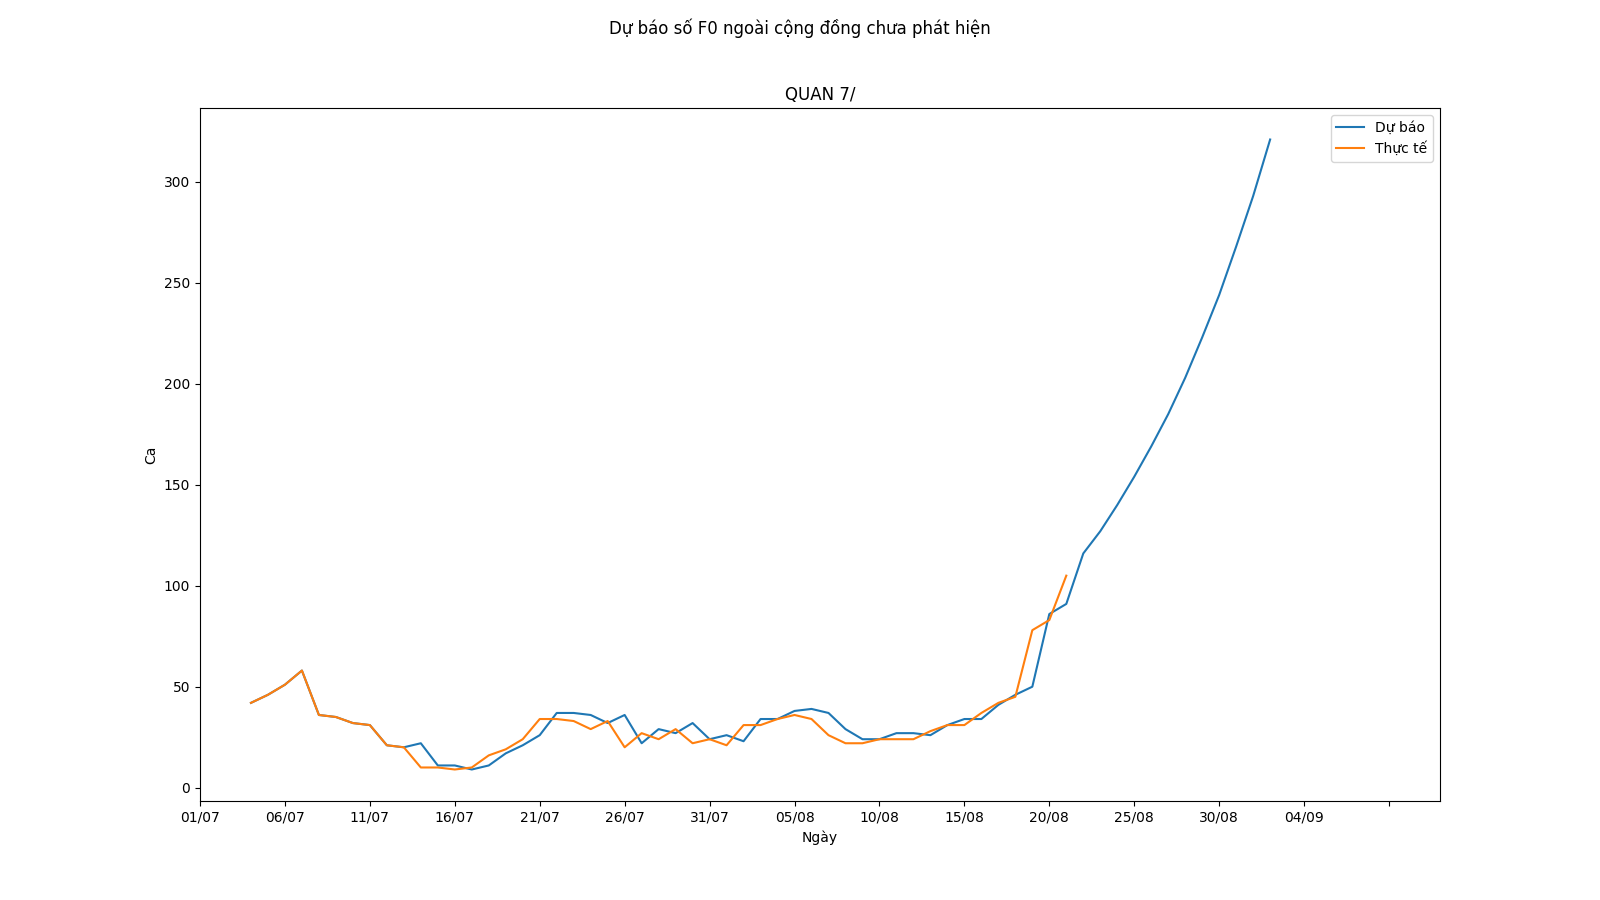 Dự báo số F0 ngoài cộng đồng chưa phát hiện
QUAN 7/
Dự báo
Thực tế
300
250
200
150
100
50
0
Ca
01/07 06/07 11/07 16/07 21/07 26/07 31/07 05/08 10/08 15/08 20/08 25/08 30/08 04/09
Ngày